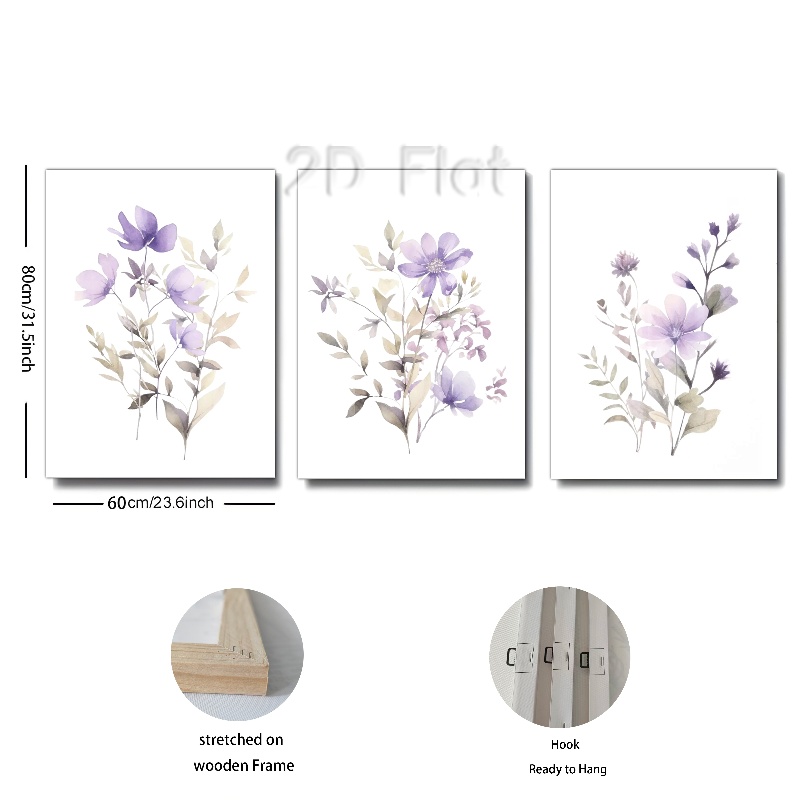 2D Flat
80cm/31.5inch
60cm/23.6inch
stretched on
wooden Frame
Hook
Ready to Hang